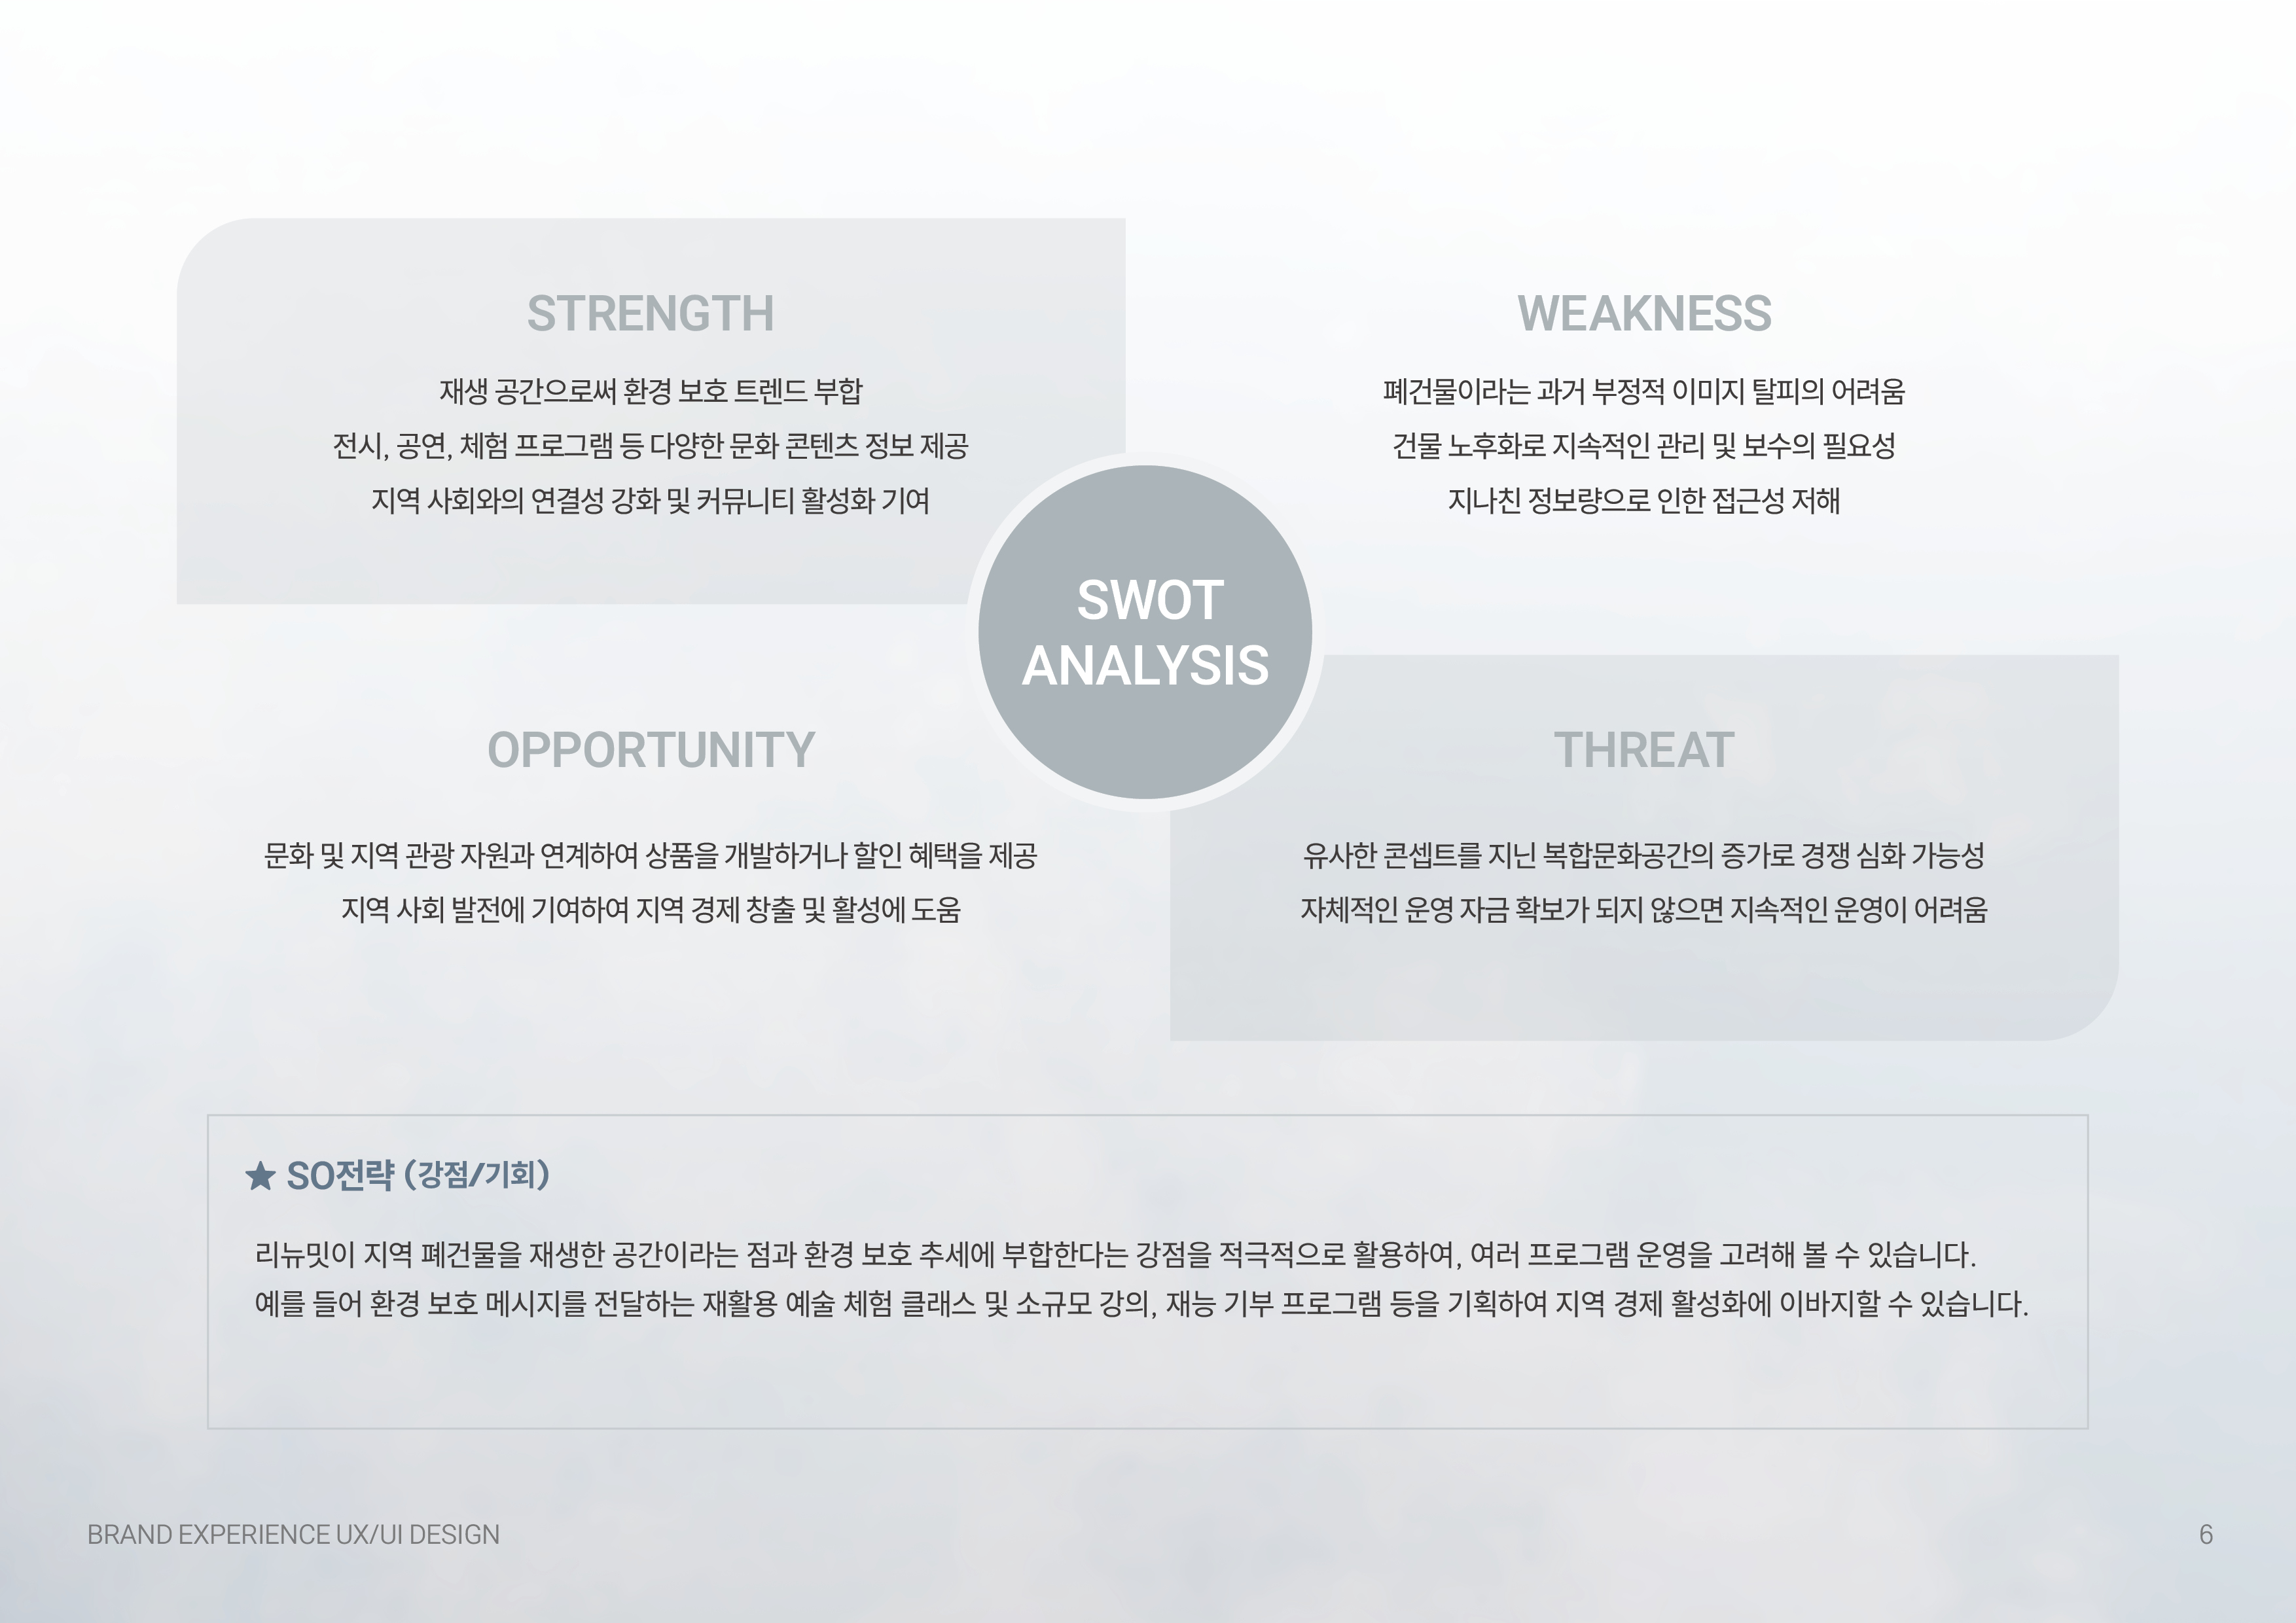 STRENGTH
재생 공간으로써 환경 보호 트렌드 부합
전시, 공연, 체험 프로그램 등 다양한 문화 콘텐츠 정보 제공
지역 사회와의 연결성 강화 및 커뮤니티 활성화 기여
WEAKNESS
폐건물이라는 과거 부정적 이미지 탈피의 어려움
건물 노후화로 지속적인 관리 및 보수의 필요성
지나친 정보량으로 인한 접근성 저해
SWOT
ANALYSIS
OPPORTUNITY
문화 및 지역 관광 자원과 연계하여 상품을 개발하거나 할인 혜택을 제공
지역 사회 발전에 기여하여 지역 경제 창출 및 활성에 도움
THREAT
유사한 콘셉트를 지닌 복합문화공간의 증가로 경쟁 심화 가능성
자체적인 운영 자금 확보가 되지 않으면 지속적인 운영이 어려움
★ SO전략 (강점/기회)
리뉴밋이 지역 폐건물을 재생한 공간이라는 점과 환경 보호 추세에 부합한다는 강점을 적극적으로 활용하여, 여러 프로그램 운영을 고려해 볼 수 있습니다.
예를 들어 환경 보호 메시지를 전달하는 재활용 예술 체험 클래스 및 소규모 강의, 재능 기부 프로그램 등을 기획하여 지역 경제 활성화에 이바지할 수 있습니다.
BRAND EXPERIENCE UX/UI DESIGN
6